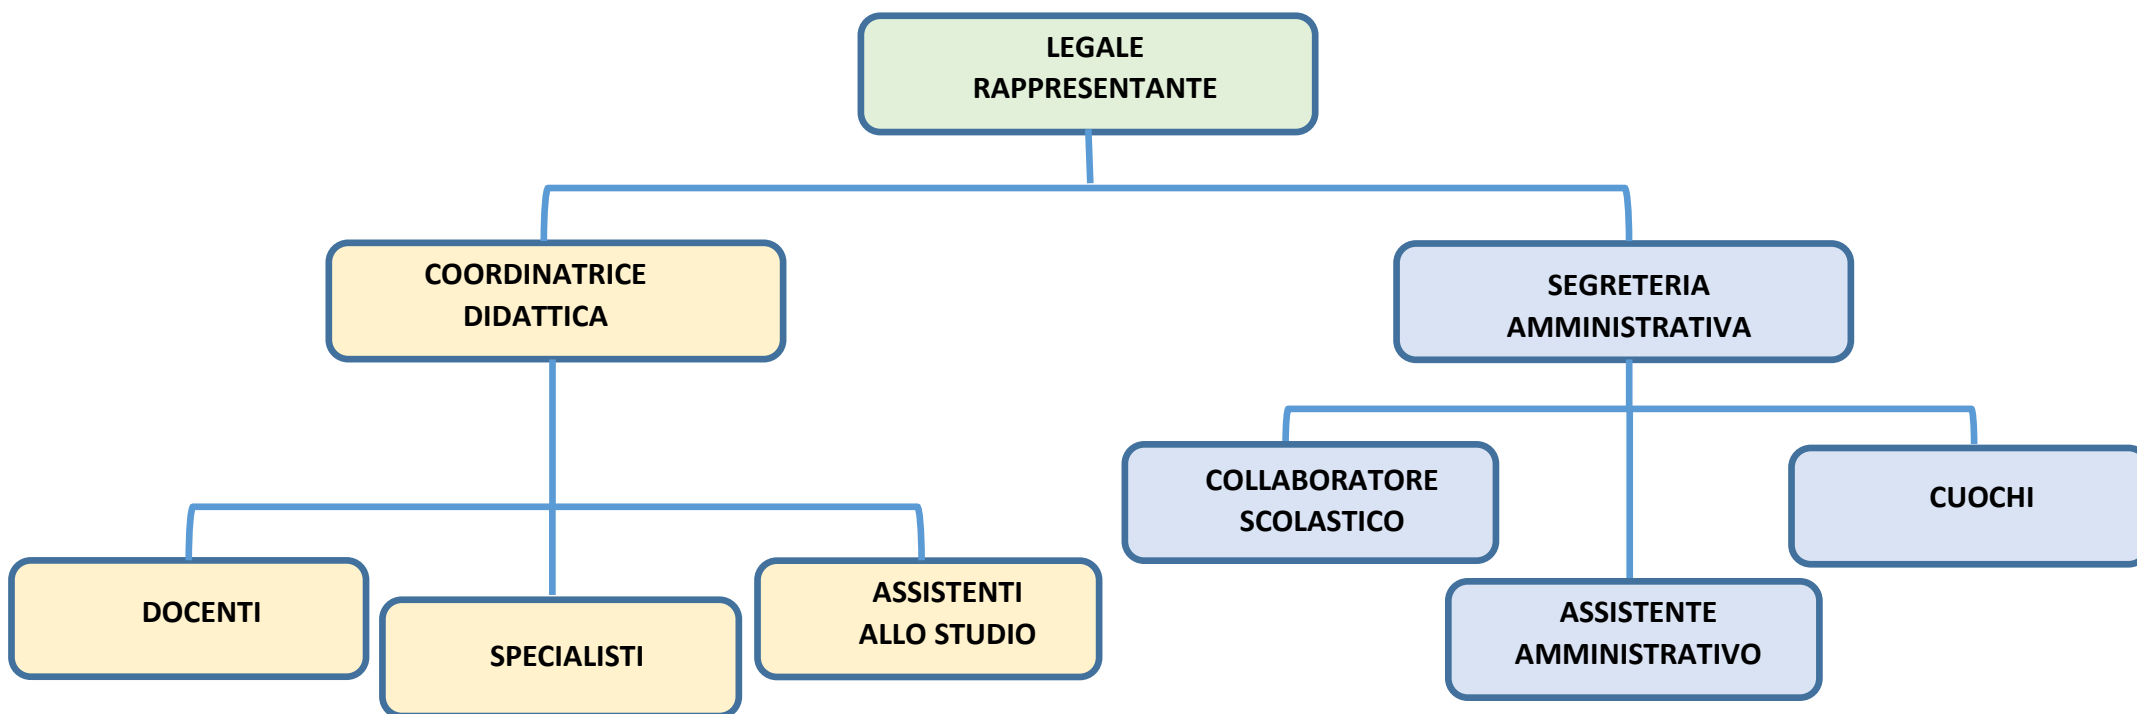 LEGALE
RAPPRESENTANTE
COORDINATRICE
DIDATTICA
SEGRETERIA
AMMINISTRATIVA
COLLABORATORE
SCOLASTICO
CUOCHI
DOCENTI
SPECIALISTI
ASSISTENTI
ALLO STUDIO
ASSISTENTE
AMMINISTRATIVO